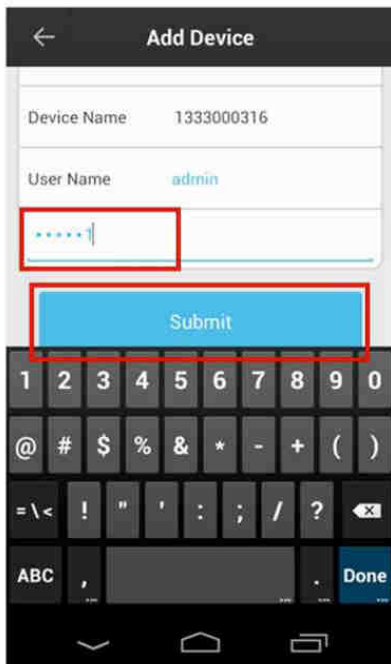 Add Device
Device Name 1333000316
User Name admin
•••••1
Submit
1 2 3 4 5 6 7 8 9 0
@ # $ % & * - + ( )
= \ < ! " ' : ; / ?
ABC , ... ... . ... Done ...